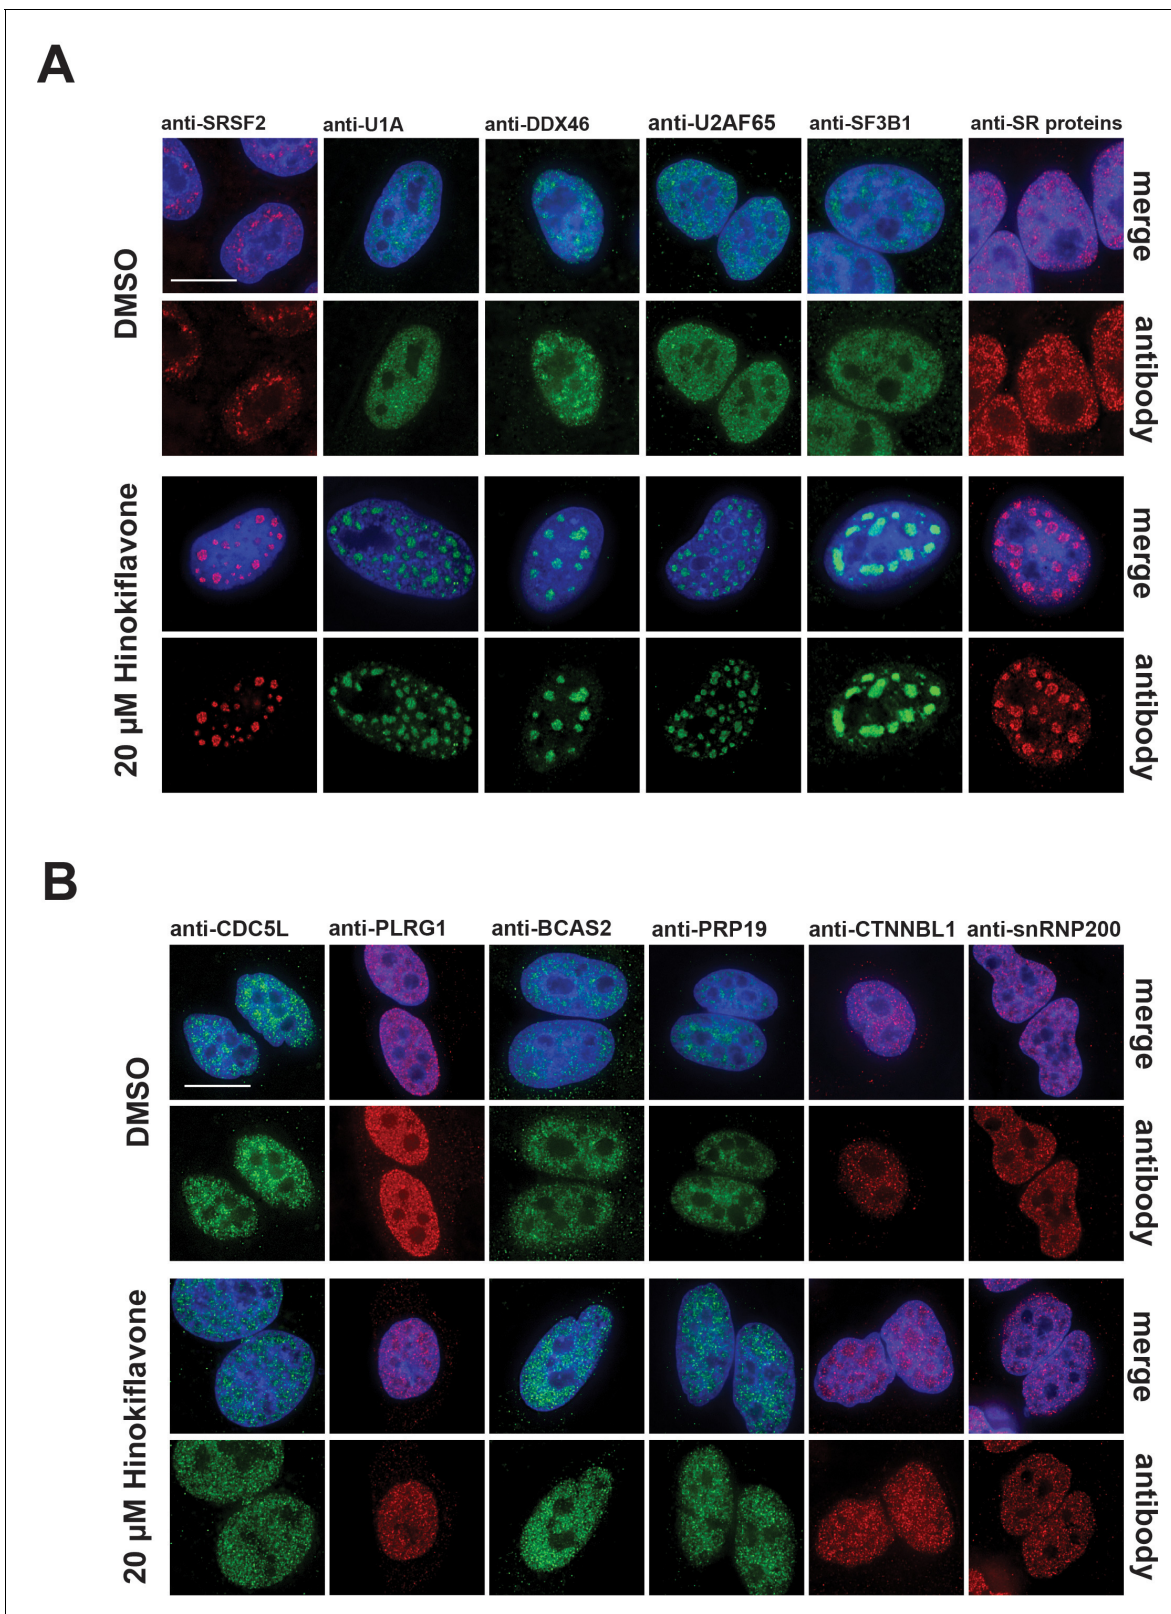 A
anti-SRSF2 anti-U1A anti-DDX46 anti-U2AF65 anti-SF3B1 anti-SR proteins
DMSO
merge
antibody
20 µM Hinokiflavone
merge
antibody
B
anti-CDC5L anti-PLRG1 anti-BCAS2 anti-PRP19 anti-CTNNBL1 anti-snRNP200
DMSO
merge
antibody
20 µM Hinokiflavone
merge
antibody